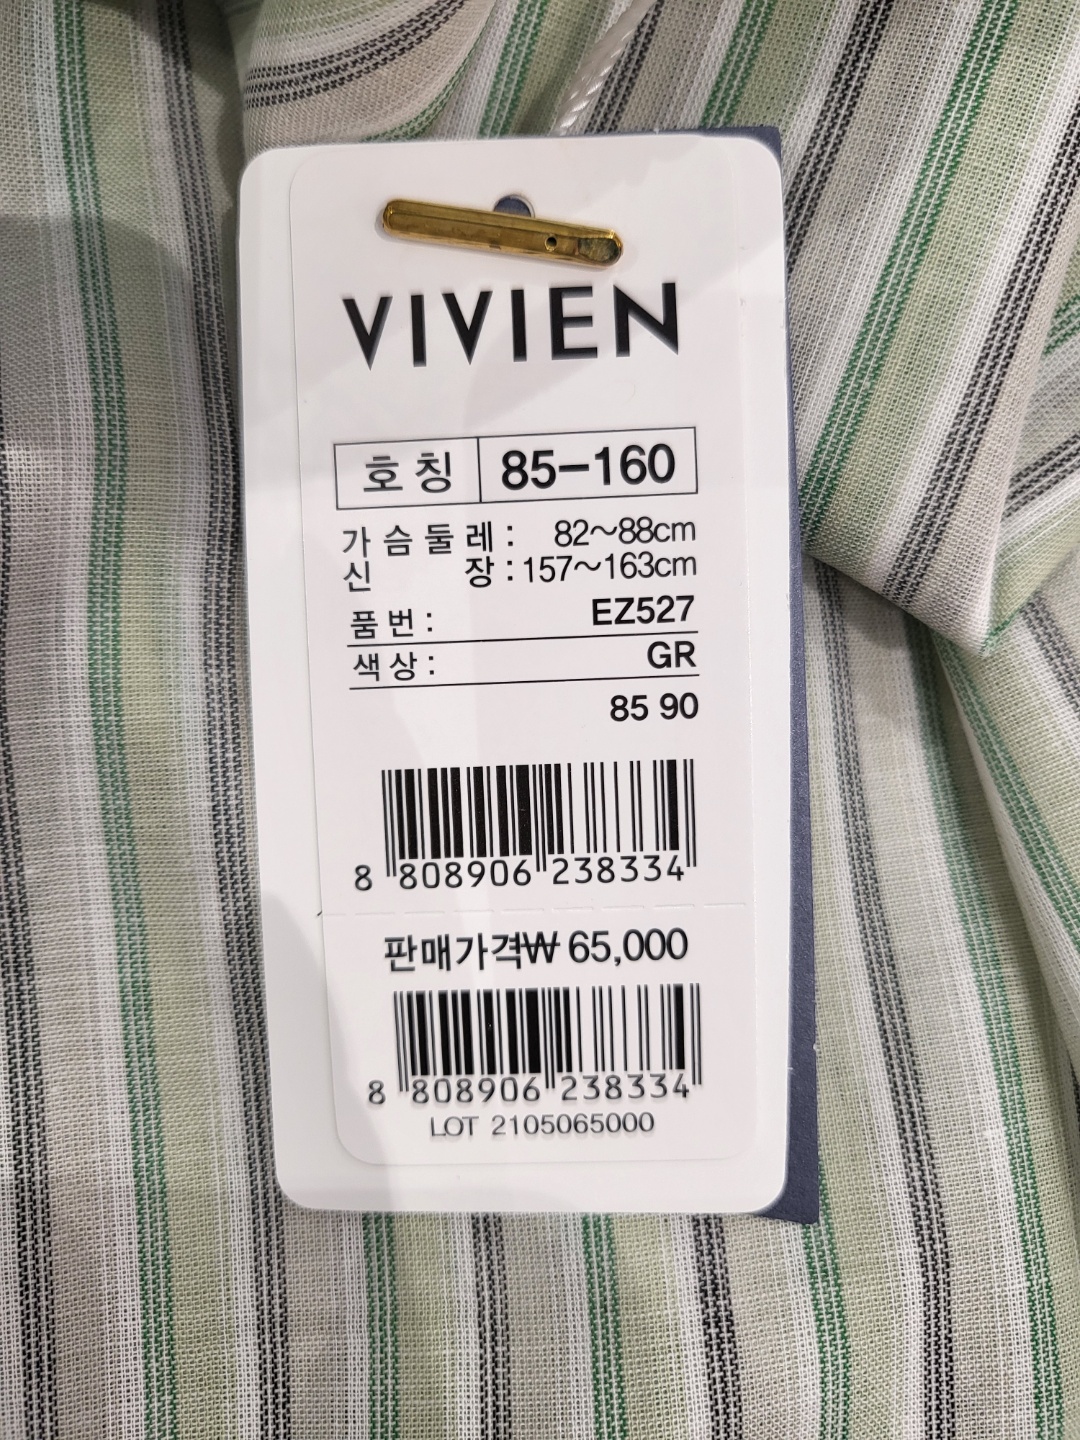 VIVIEN
호칭 85-160
가슴둘레: 82~88cm
신 장: 157~163cm
품번: EZ527
색상: GR
85 90
8 808906 238334
판매가격₩ 65,000
8 808906 238334
LOT 2105065000